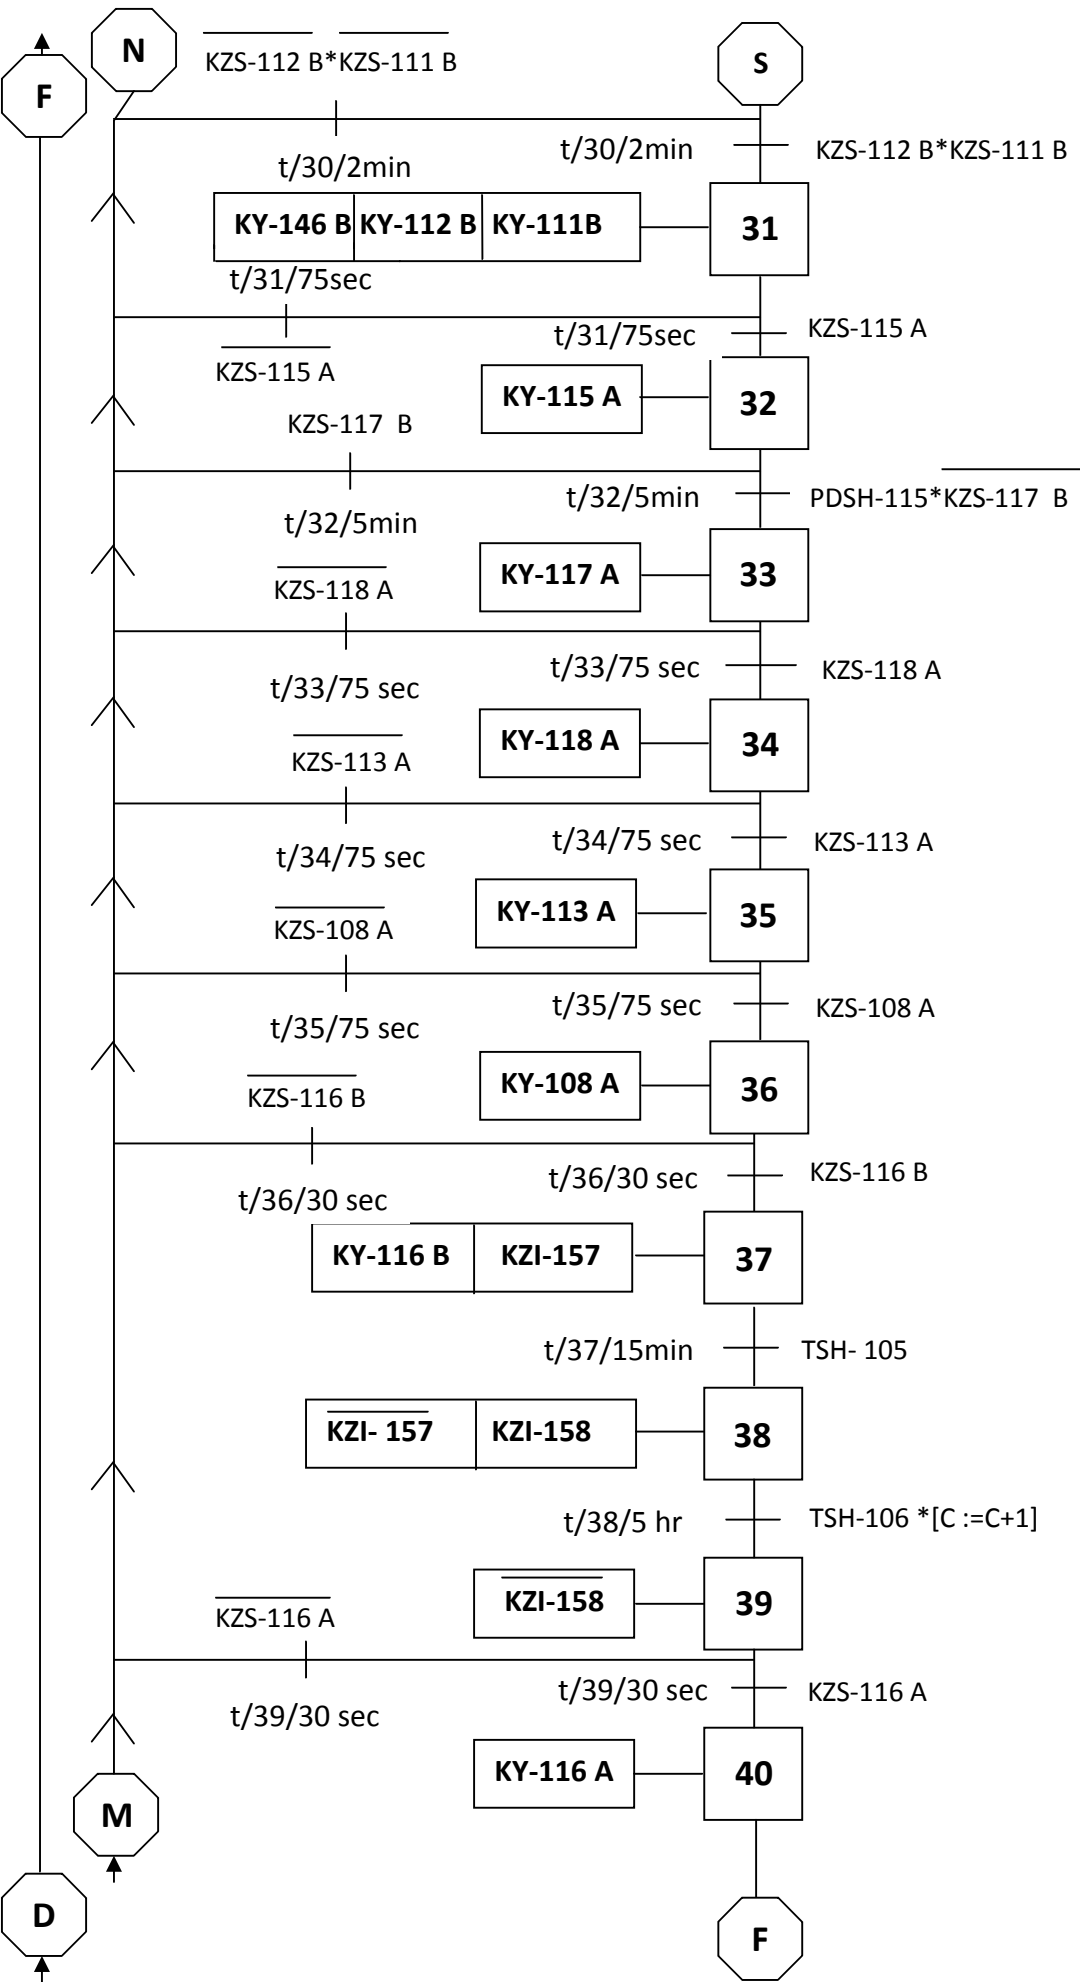 N
F
S
KZS-112 B*KZS-111 B
t/30/2min
t/30/2min
KZS-112 B*KZS-111 B
KY-146 B KY-112 B KY-111B
31
t/31/75sec
t/31/75sec
KZS-115 A
KZS-115 A
KY-115 A
32
KZS-117 B
t/32/5min
t/32/5min
PDSH-115*KZS-117 B
KY-117 A
33
KZS-118 A
t/33/75 sec
t/33/75 sec
KZS-118 A
KY-118 A
34
KZS-113 A
t/34/75 sec
t/34/75 sec
KZS-113 A
KY-113 A
35
KZS-108 A
t/35/75 sec
t/35/75 sec
KZS-108 A
KY-108 A
36
KZS-116 B
t/36/30 sec
t/36/30 sec
KZS-116 B
KY-116 B KZI-157
37
t/37/15min
TSH- 105
KZI- 157 KZI-158
38
t/38/5 hr
TSH-106 *[C :=C+1]
KZI-158
39
KZS-116 A
t/39/30 sec
t/39/30 sec
KZS-116 A
KY-116 A
40
M
D
F